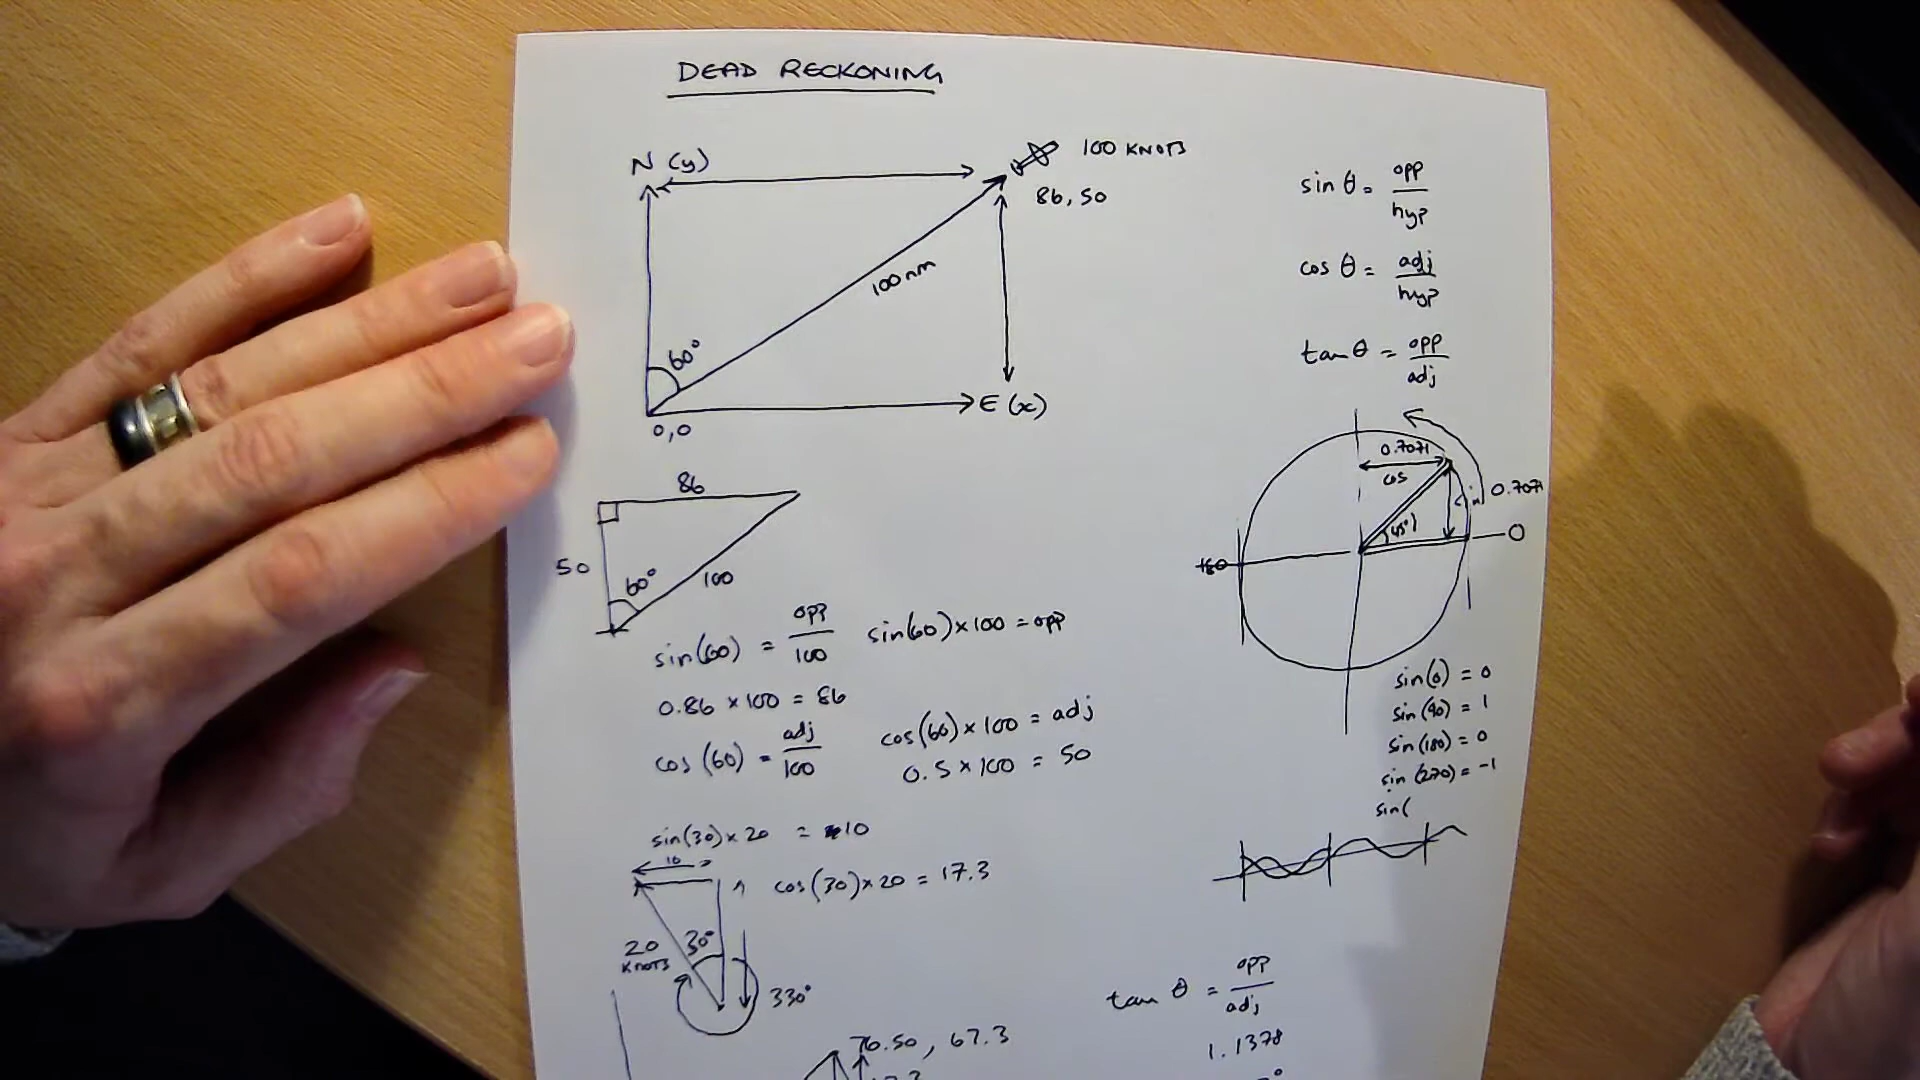 DEAD RECKONING
N (y)
100 KNOTS
86, 50
100nm
60°
E (x)
0,0
sin θ = opp / hyp
cos θ = adj / hyp
tan θ = opp / adj
86
50
60°
100
sin(60) = opp / 100
sin(60) × 100 = opp
0.86 × 100 = 86
cos (60) = adj / 100
cos(60) × 100 = adj
0.5 × 100 = 50
0.7071
cos
0.7071
45°
0
180
sin(0) = 0
sin (90) = 1
sin (180) = 0
sin (270) = -1
sin(
sin(30) × 20 = 10
10
cos(30) × 20 = 17.3
20 KNOTS
30°
330°
76.50, 67.3
tan θ = opp / adj
1.1378